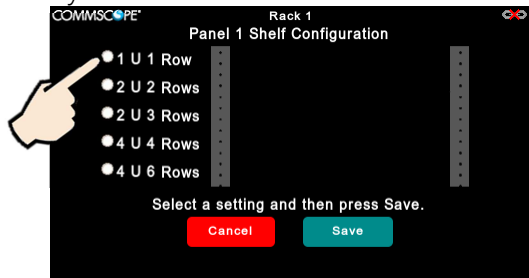 COMMSCOPE®
Rack 1
Panel 1 Shelf Configuration
1 U 1 Row
2 U 2 Rows
2 U 3 Rows
4 U 4 Rows
4 U 6 Rows
Select a setting and then press Save.
Cancel Save